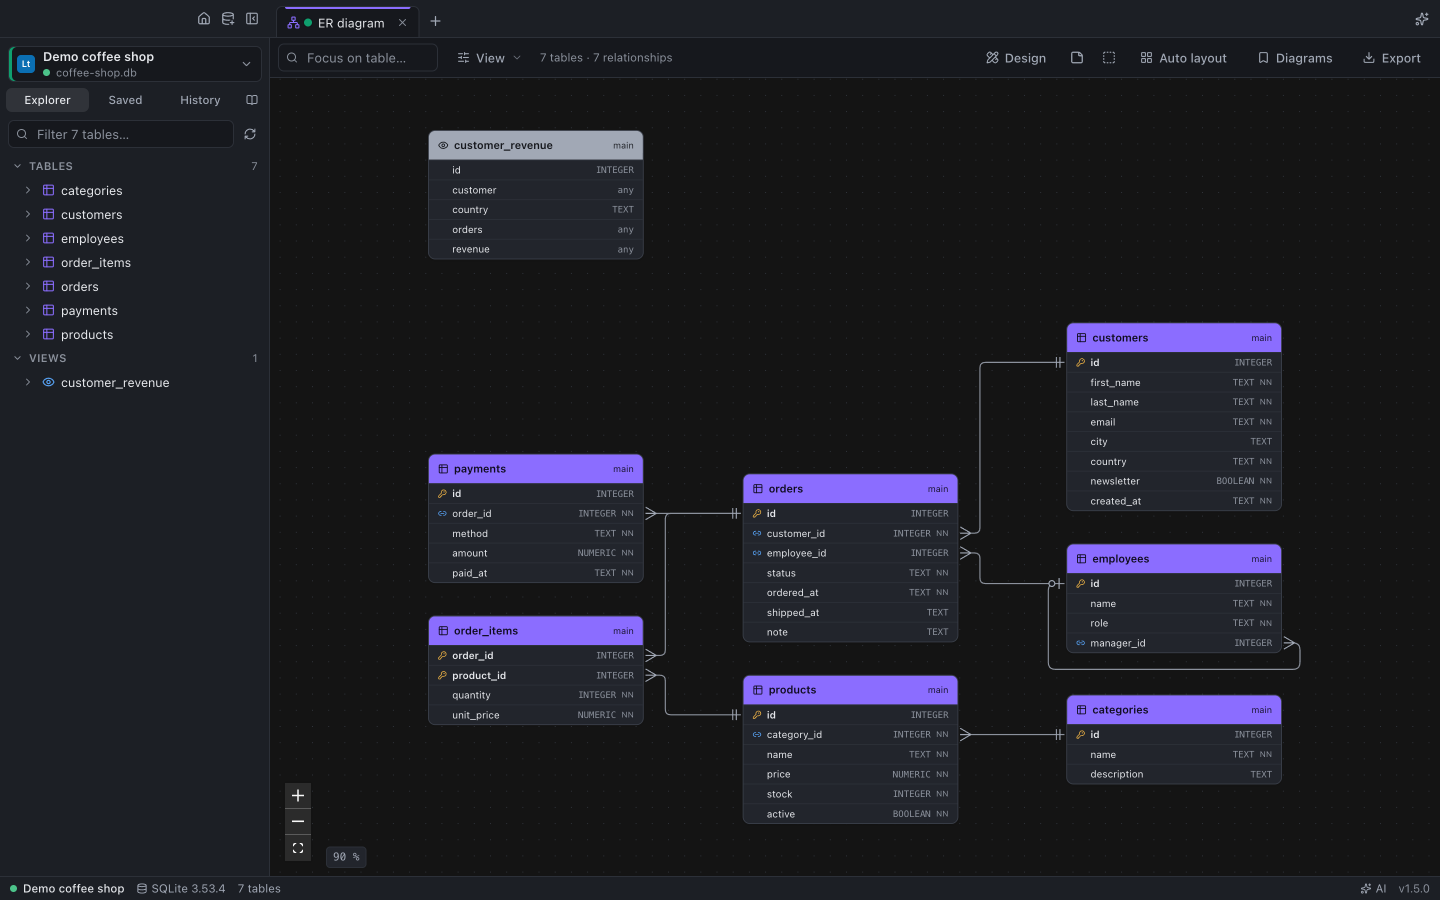 ER diagram
Lt
Demo coffee shop
coffee-shop.db
Focus on table...
View
7 tables · 7 relationships
Design
Auto layout
Diagrams
Export
Explorer
Saved
History
Filter 7 tables...
TABLES 7
categories
customers
employees
order_items
orders
payments
products
VIEWS 1
customer_revenue
customer_revenue main
id INTEGER
customer any
country TEXT
orders any
revenue any
customers main
id INTEGER
first_name TEXT NN
last_name TEXT NN
email TEXT NN
city TEXT
country TEXT NN
newsletter BOOLEAN NN
created_at TEXT NN
payments main
id INTEGER
order_id INTEGER NN
method TEXT NN
amount NUMERIC NN
paid_at TEXT NN
orders main
id INTEGER
customer_id INTEGER NN
employee_id INTEGER
status TEXT NN
ordered_at TEXT NN
shipped_at TEXT
note TEXT
employees main
id INTEGER
name TEXT NN
role TEXT NN
manager_id INTEGER
order_items main
order_id INTEGER
product_id INTEGER
quantity INTEGER NN
unit_price NUMERIC NN
products main
id INTEGER
category_id INTEGER NN
name TEXT NN
price NUMERIC NN
stock INTEGER NN
active BOOLEAN NN
categories main
id INTEGER
name TEXT NN
description TEXT
90 %
Demo coffee shop
SQLite 3.53.4
7 tables
AI
v1.5.0